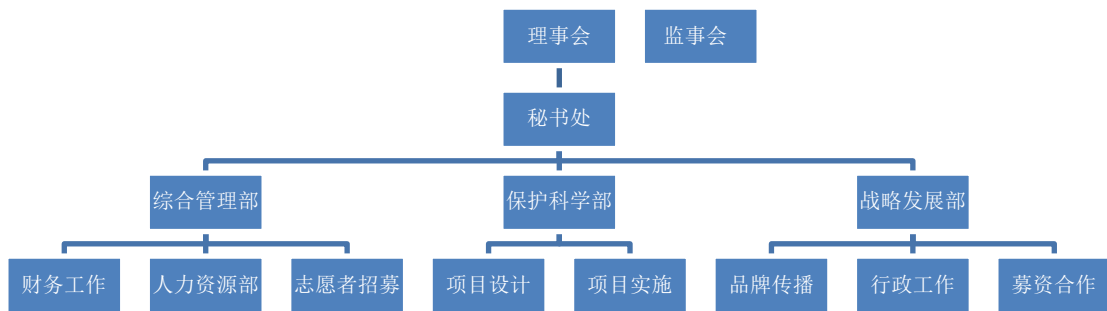 理事会
监事会
秘书处
综合管理部
保护科学部
战略发展部
财务工作
人力资源部
志愿者招募
项目设计
项目实施
品牌传播
行政工作
募资合作